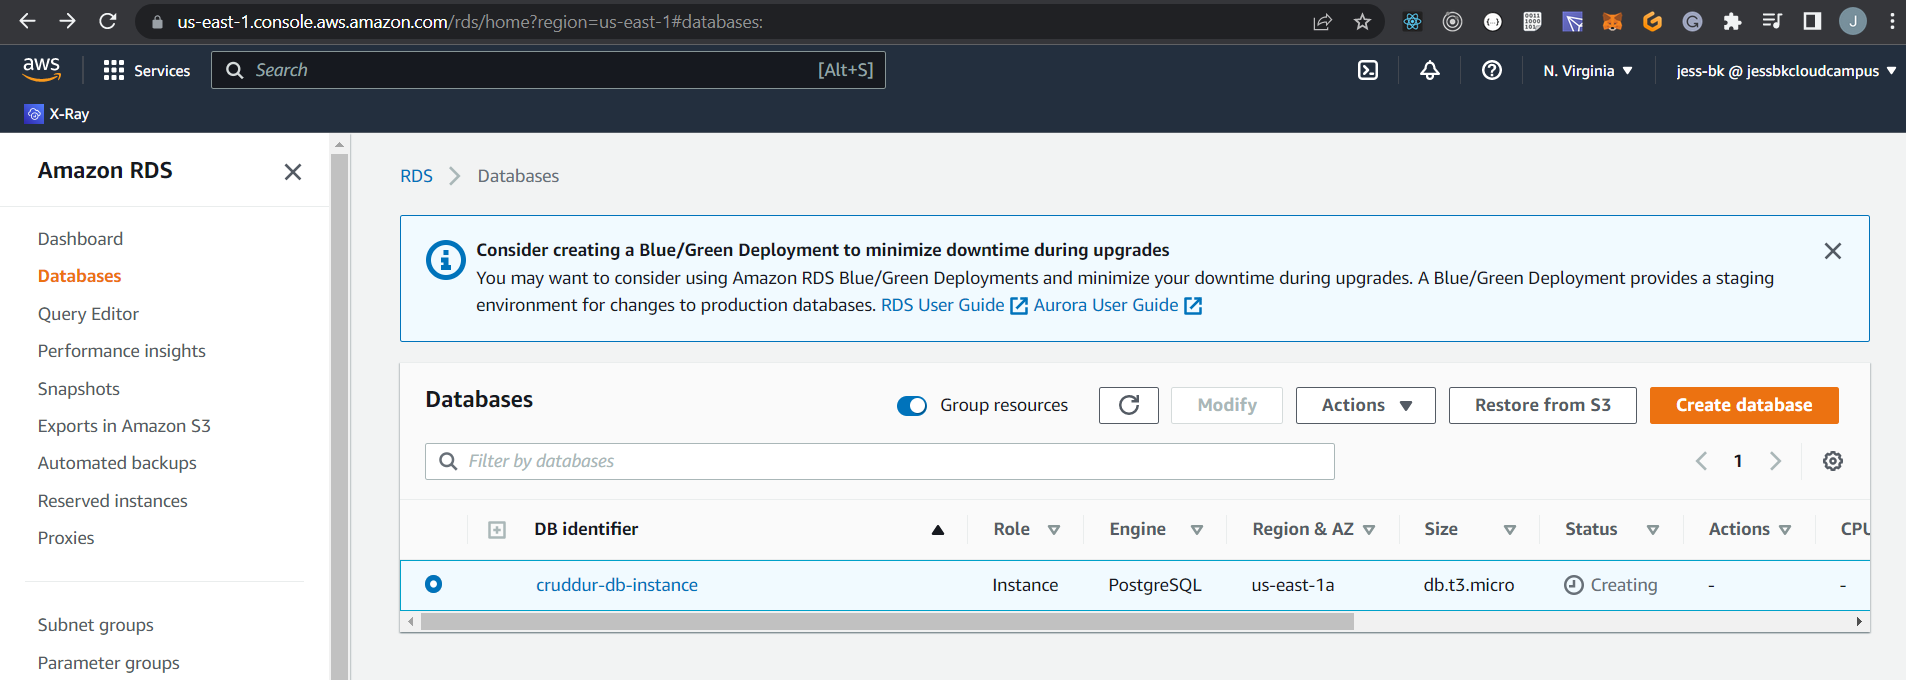 us-east-1.console.aws.amazon.com/rds/home?region=us-east-1#databases:
J
aws
Services
Search
[Alt+S]
N. Virginia
jess-bk @ jessbkcloudcampus
X-Ray
Amazon RDS
Dashboard
Databases
Query Editor
Performance insights
Snapshots
Exports in Amazon S3
Automated backups
Reserved instances
Proxies
Subnet groups
Parameter groups
RDS > Databases
Consider creating a Blue/Green Deployment to minimize downtime during upgrades
You may want to consider using Amazon RDS Blue/Green Deployments and minimize your downtime during upgrades. A Blue/Green Deployment provides a staging
environment for changes to production databases. RDS User Guide Aurora User Guide
Databases
Group resources
Modify
Actions
Restore from S3
Create database
Filter by databases
1
DB identifier Role Engine Region & AZ Size Status Actions CPU
cruddur-db-instance Instance PostgreSQL us-east-1a db.t3.micro Creating - -